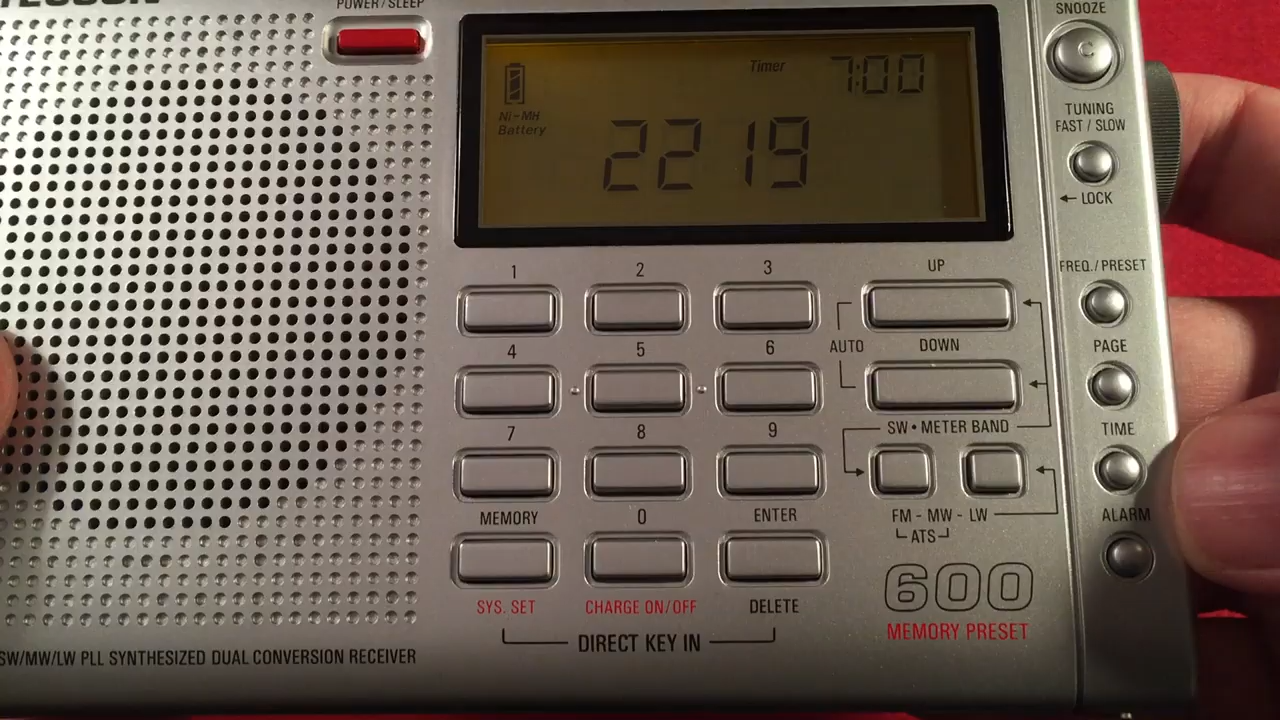 POWER/SLEEP
Timer 7:00
Ni-MH
Battery
2219
SNOOZE
C
TUNING
FAST / SLOW
← LOCK
FREQ./PRESET
PAGE
TIME
ALARM
1 2 3
4 5 6
7 8 9
MEMORY 0 ENTER
SYS. SET CHARGE ON/OFF DELETE
DIRECT KEY IN
UP
AUTO DOWN
SW • METER BAND
FM - MW - LW
ATS
600
MEMORY PRESET
SW/MW/LW PLL SYNTHESIZED DUAL CONVERSION RECEIVER